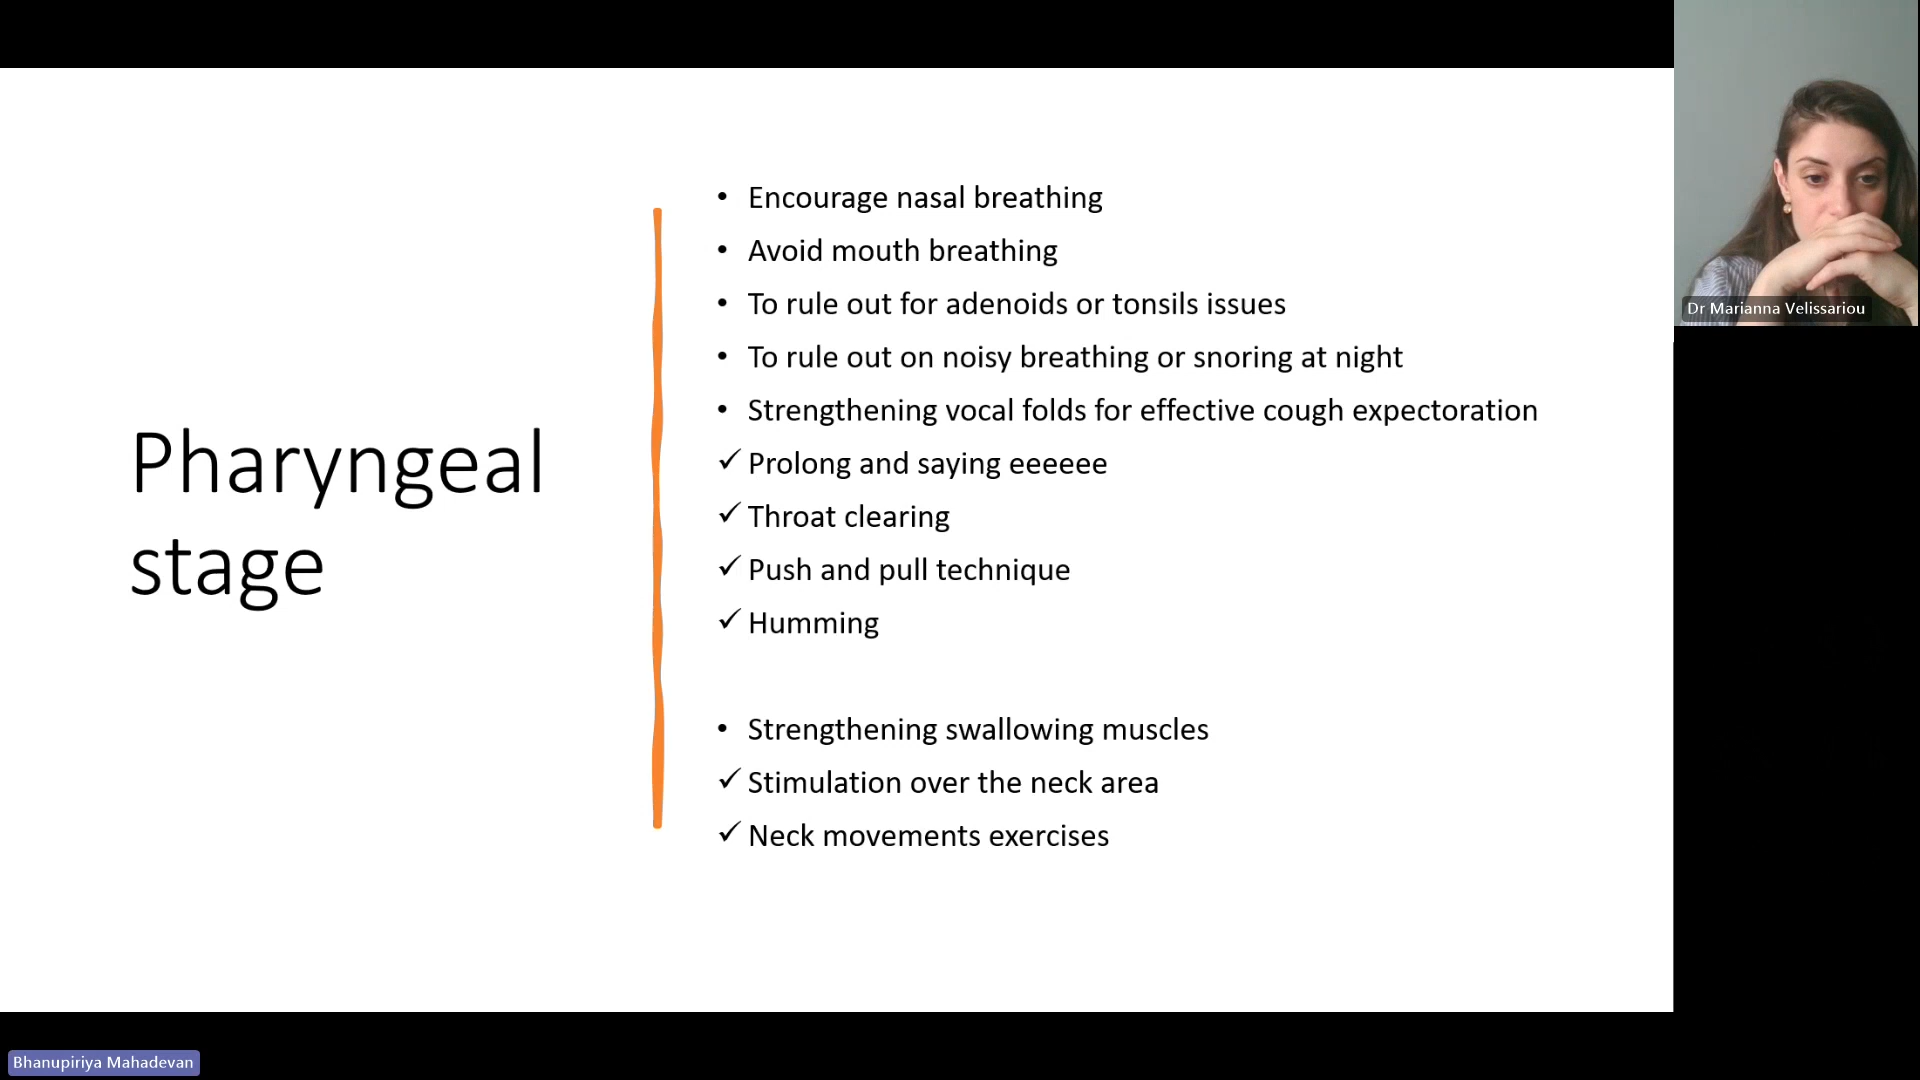 Pharyngeal
stage
• Encourage nasal breathing
• Avoid mouth breathing
• To rule out for adenoids or tonsils issues
• To rule out on noisy breathing or snoring at night
• Strengthening vocal folds for effective cough expectoration
✓ Prolong and saying eeeeee
✓ Throat clearing
✓ Push and pull technique
✓ Humming
• Strengthening swallowing muscles
✓ Stimulation over the neck area
✓ Neck movements exercises
Dr Marianna Velissariou
Bhanupiriya Mahadevan